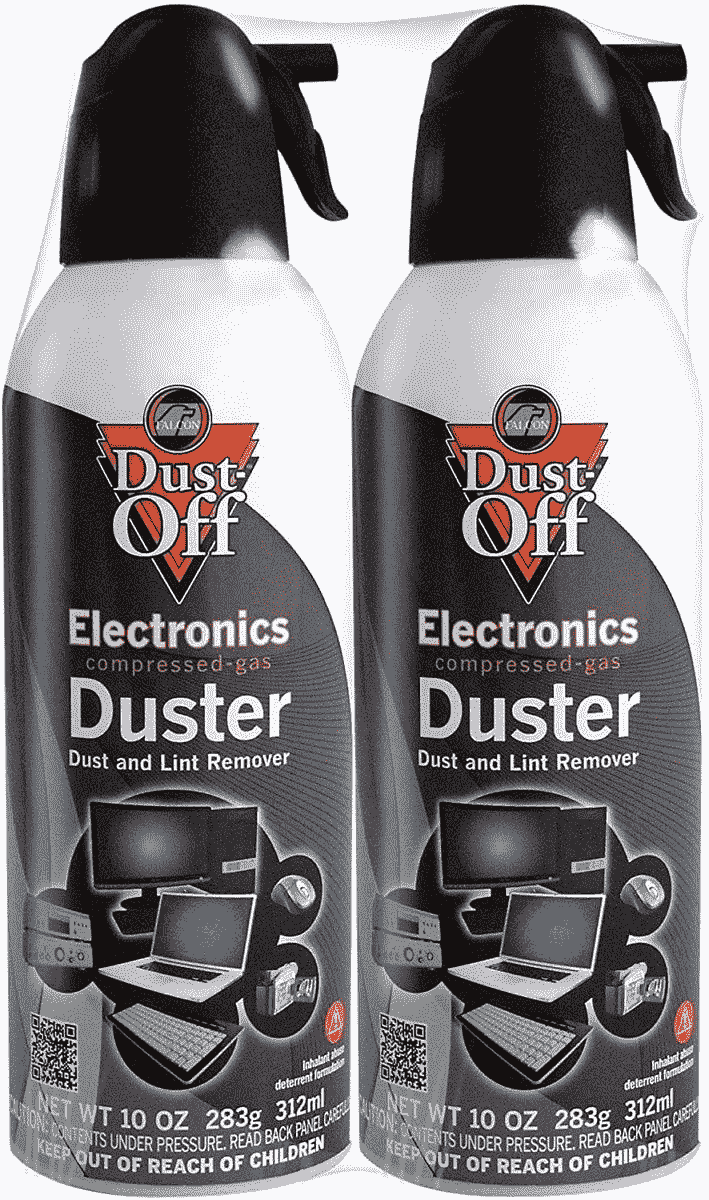 FALCON
Dust-
Off
Electronics
compressed-gas
Duster
Dust and Lint Remover
Inhalant abuse
deterrent formulation
NET WT 10 OZ 283g 312ml
CAUTION: CONTENTS UNDER PRESSURE. READ BACK PANEL CAREFULLY
KEEP OUT OF REACH OF CHILDREN
FALCON
Dust-
Off
Electronics
compressed-gas
Duster
Dust and Lint Remover
Inhalant abuse
deterrent formulation
NET WT 10 OZ 283g 312ml
CAUTION: CONTENTS UNDER PRESSURE. READ BACK PANEL CAREFULLY
KEEP OUT OF REACH OF CHILDREN